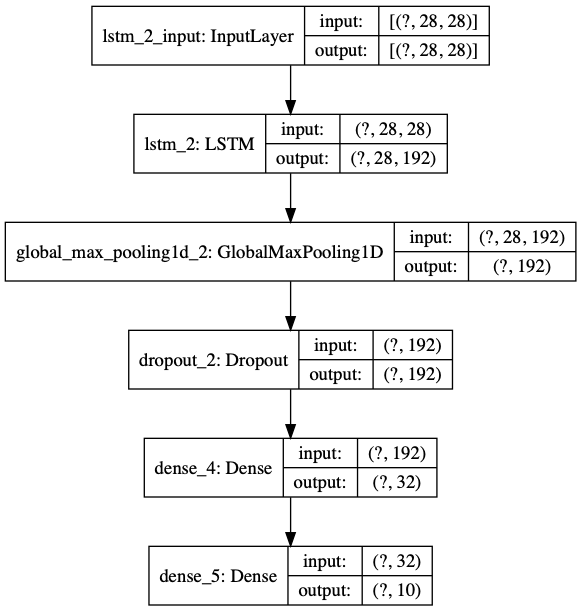 lstm_2_input: InputLayer
input:
[(?, 28, 28)]
output:
[(?, 28, 28)]
lstm_2: LSTM
input:
(?, 28, 28)
output:
(?, 28, 192)
global_max_pooling1d_2: GlobalMaxPooling1D
input:
(?, 28, 192)
output:
(?, 192)
dropout_2: Dropout
input:
(?, 192)
output:
(?, 192)
dense_4: Dense
input:
(?, 192)
output:
(?, 32)
dense_5: Dense
input:
(?, 32)
output:
(?, 10)